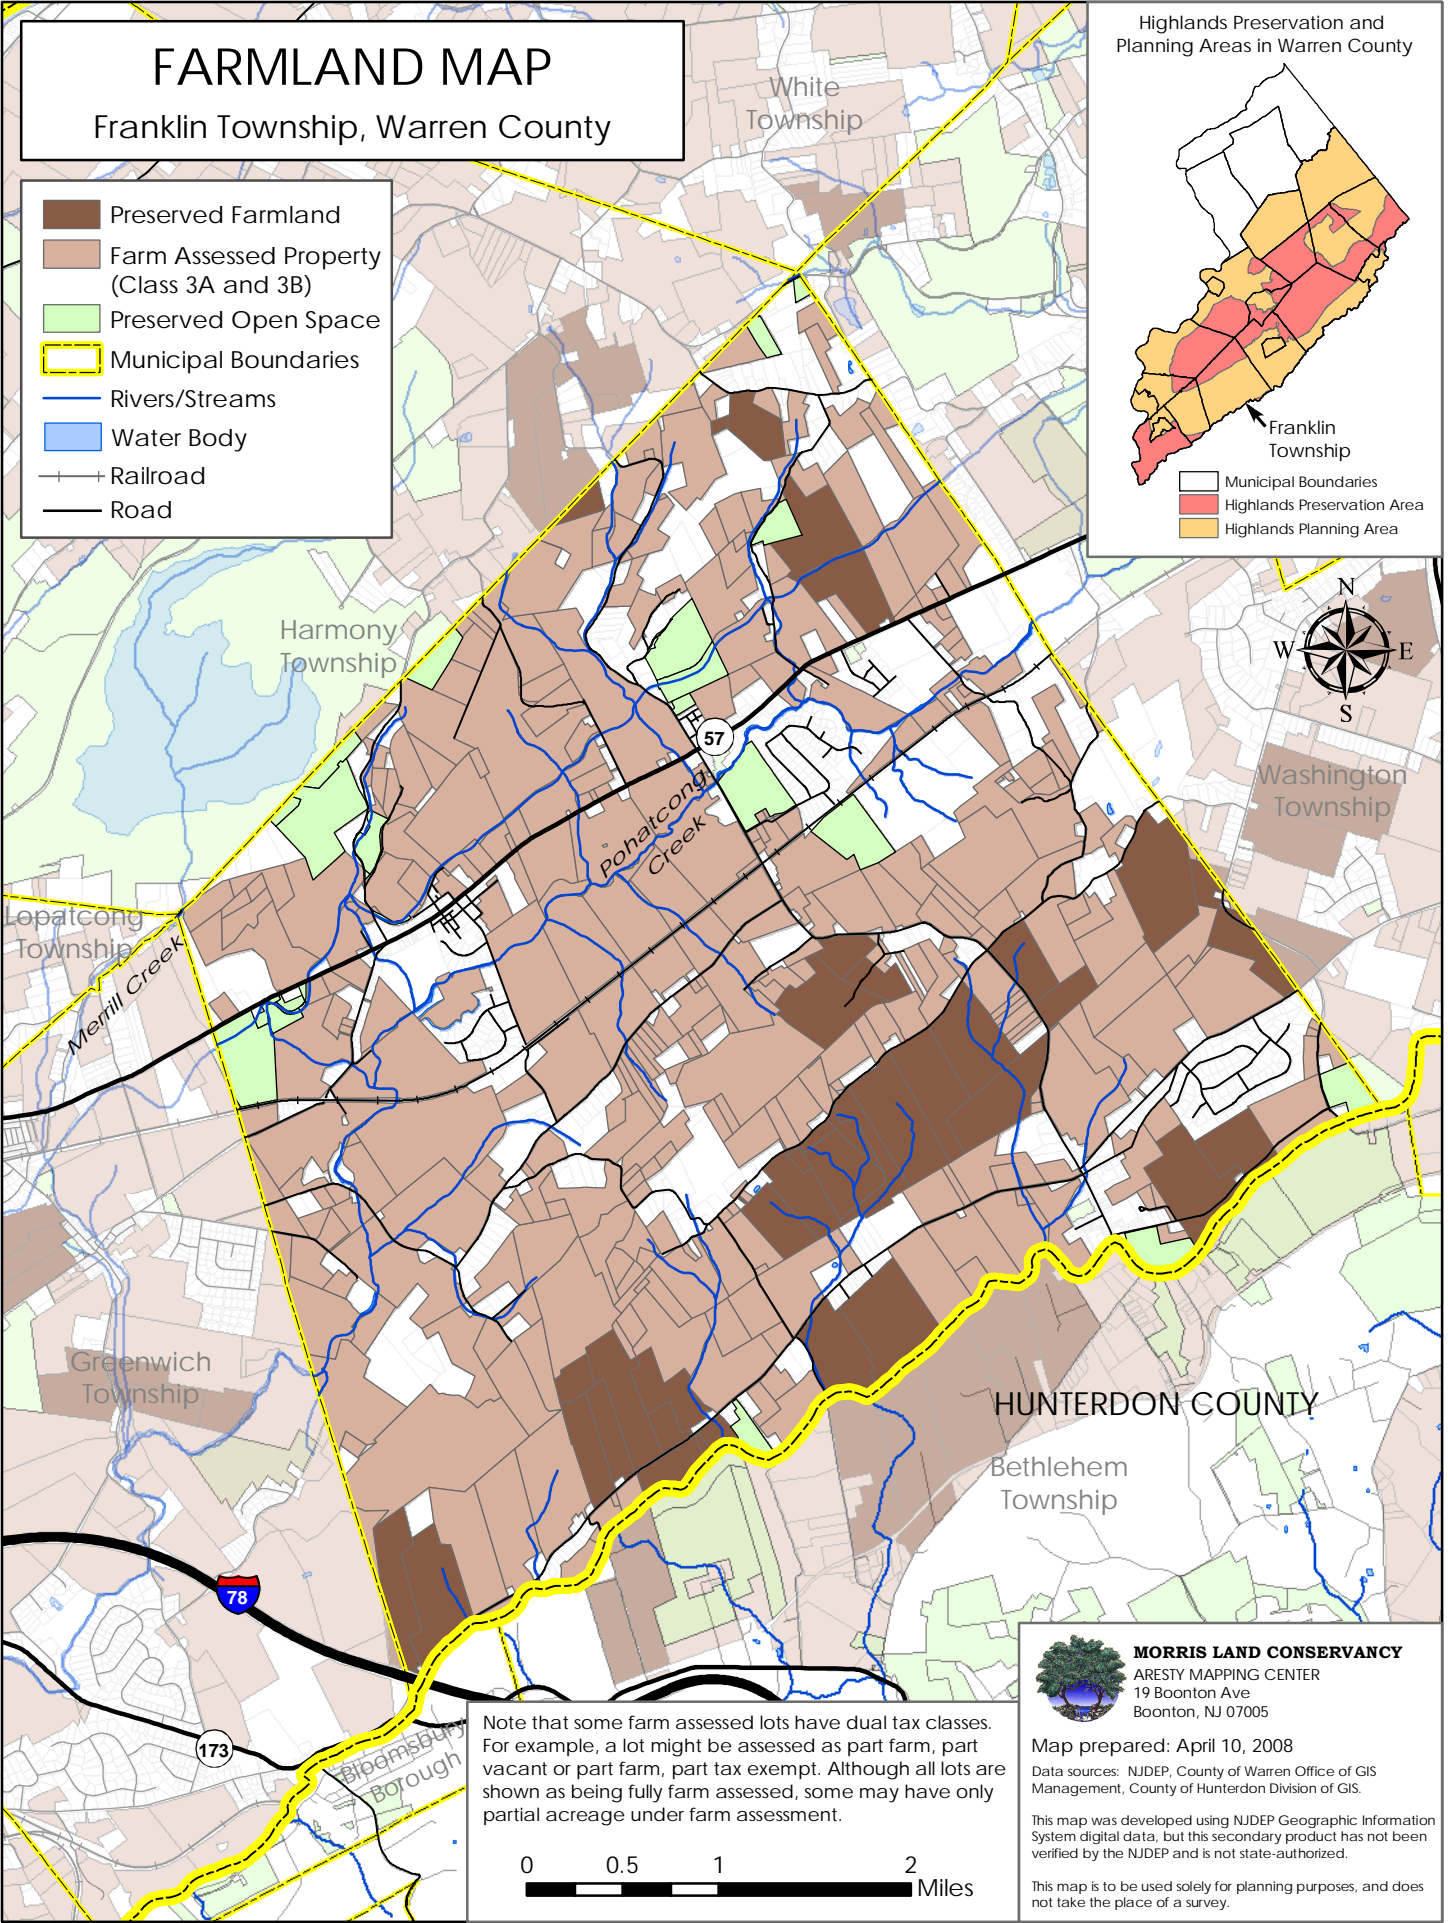 FARMLAND MAP
Franklin Township, Warren County
Preserved Farmland
Farm Assessed Property
(Class 3A and 3B)
Preserved Open Space
Municipal Boundaries
Rivers/Streams
Water Body
Railroad
Road
Highlands Preservation and
Planning Areas in Warren County
Franklin
Township
Municipal Boundaries
Highlands Preservation Area
Highlands Planning Area
White
Township
N
W
E
S
Harmony
Township
57
Pohatcong
Creek
Washington
Township
Lopatcong
Township
Merrill Creek
Greenwich
Township
HUNTERDON COUNTY
Bethlehem
Township
78
173
Bloomsbury
Borough
Note that some farm assessed lots have dual tax classes.
For example, a lot might be assessed as part farm, part
vacant or part farm, part tax exempt. Although all lots are
shown as being fully farm assessed, some may have only
partial acreage under farm assessment.
0 0.5 1 2
Miles
MORRIS LAND CONSERVANCY
ARESTY MAPPING CENTER
19 Boonton Ave
Boonton, NJ 07005
Map prepared: April 10, 2008
Data sources: NJDEP, County of Warren Office of GIS
Management, County of Hunterdon Division of GIS.
This map was developed using NJDEP Geographic Information
System digital data, but this secondary product has not been
verified by the NJDEP and is not state-authorized.
This map is to be used solely for planning purposes, and does
not take the place of a survey.